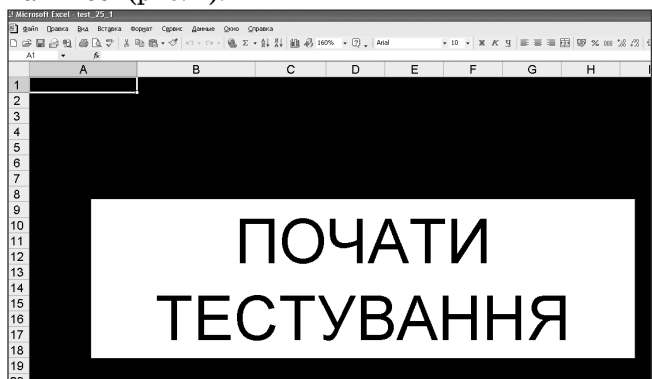 Microsoft Excel - test_25_1
Файл Правка Вид Вставка Формат Сервис Данные Окно Справка
160% Arial 10 Ж К Ч
A1 fx
A B C D E F G H I
1
2
3
4
5
6
7
8
9
10
11
12
13
14
15
16
17
18
19
ПОЧАТИ
ТЕСТУВАННЯ